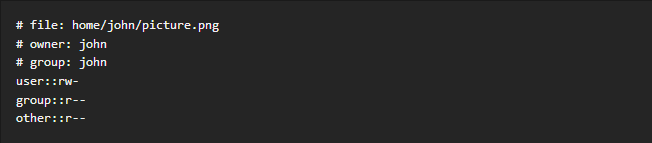 # file: home/john/picture.png
# owner: john
# group: john
user::rw-
group::r--
other::r--